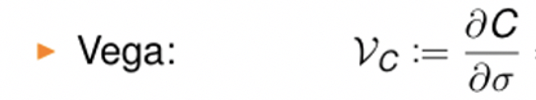 ► Vega: 𝒱_C := ∂C/∂σ =